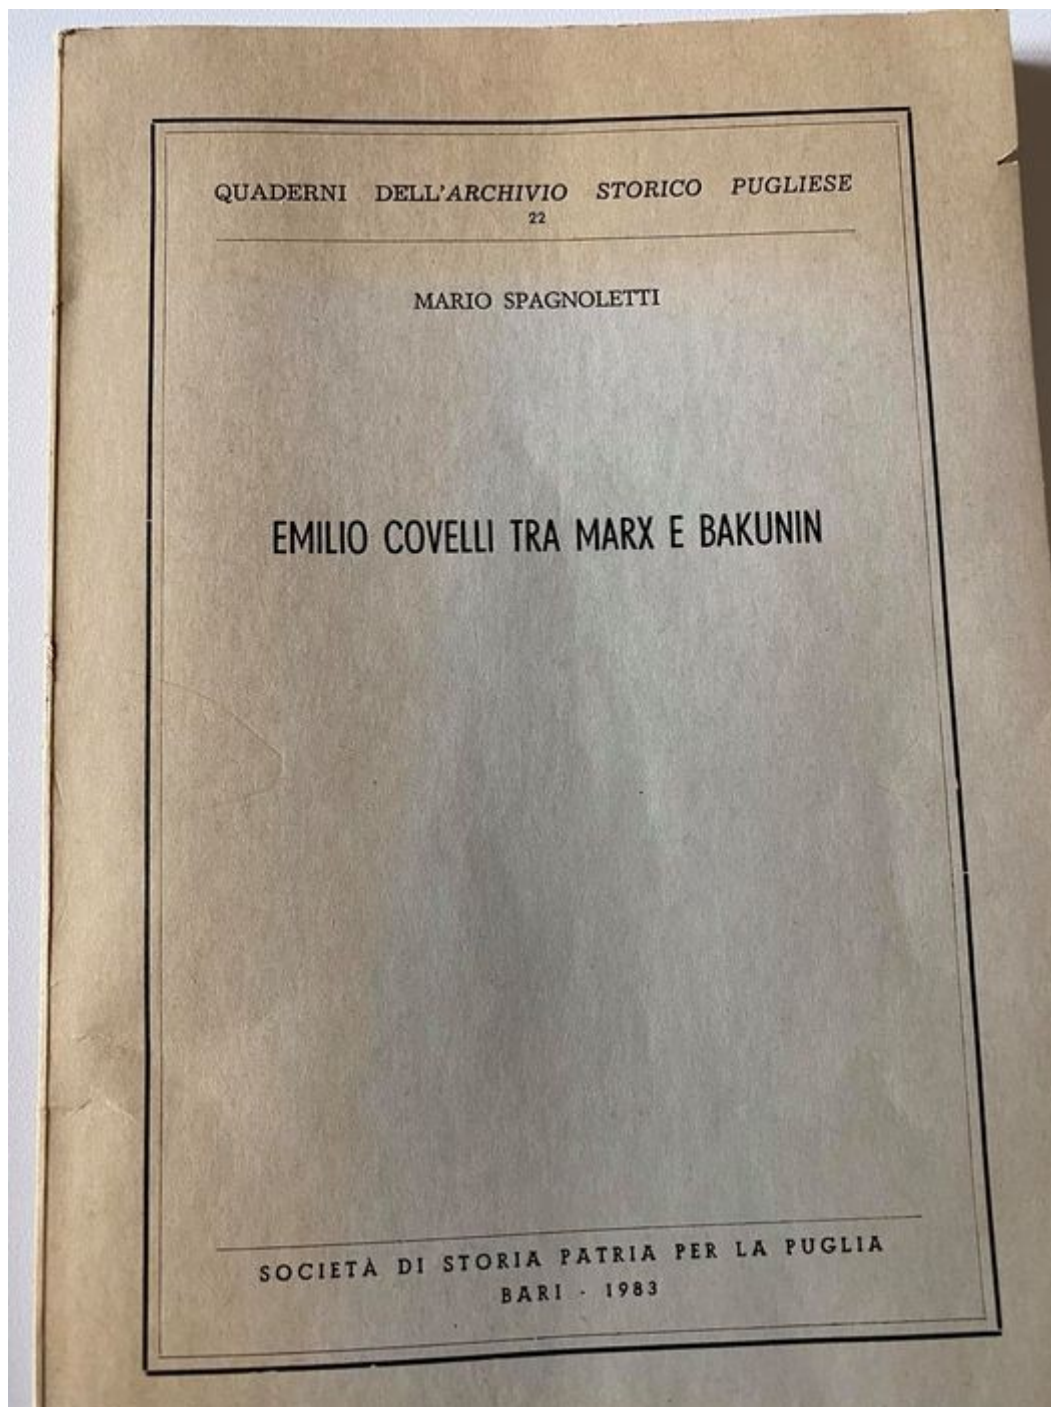 QUADERNI DELL'ARCHIVIO STORICO PUGLIESE
22
MARIO SPAGNOLETTI
EMILIO COVELLI TRA MARX E BAKUNIN
SOCIETÀ DI STORIA PATRIA PER LA PUGLIA
BARI - 1983